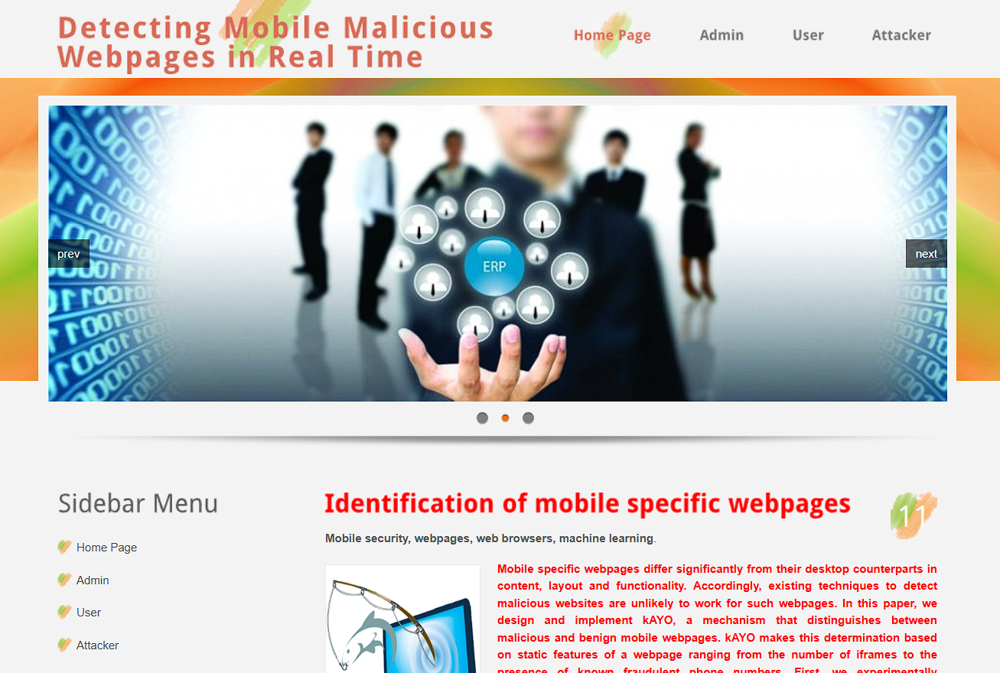 Detecting Mobile Malicious
Webpages in Real Time
Home Page Admin User Attacker
prev
ERP
next
Sidebar Menu
Home Page
Admin
User
Attacker
Identification of mobile specific webpages
11
Mobile security, webpages, web browsers, machine learning.
Mobile specific webpages differ significantly from their desktop counterparts in
content, layout and functionality. Accordingly, existing techniques to detect
malicious websites are unlikely to work for such webpages. In this paper, we
design and implement kAYO, a mechanism that distinguishes between
malicious and benign mobile webpages. kAYO makes this determination based
on static features of a webpage ranging from the number of iframes to the
presence of known fraudulent phone numbers. First, we experimentally